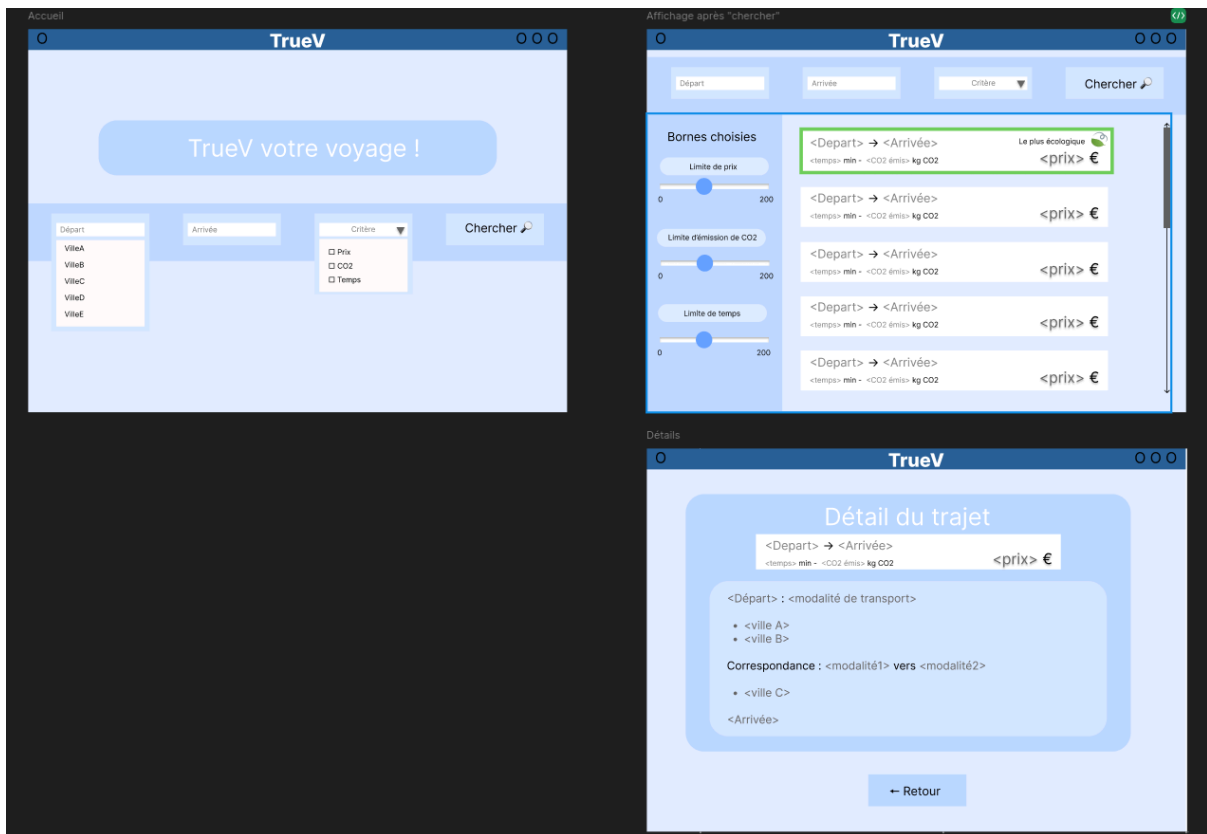 Accueil
O TrueV O O O
TrueV votre voyage !
Départ
VilleA
VilleB
VilleC
VilleD
VilleE
Arrivée
Critère
Prix
CO2
Temps
Chercher
Affichage après "chercher"
</>
O TrueV O O O
Départ Arrivée Critère Chercher
Bornes choisies
Limite de prix
0 200
Limite d'émission de CO2
0 200
Limite de temps
0 200
<Depart> → <Arrivée>
Le plus écologique
<temps> min - <CO2 émis> kg CO2
<prix> €
<Depart> → <Arrivée>
<temps> min - <CO2 émis> kg CO2
<prix> €
<Depart> → <Arrivée>
<temps> min - <CO2 émis> kg CO2
<prix> €
<Depart> → <Arrivée>
<temps> min - <CO2 émis> kg CO2
<prix> €
<Depart> → <Arrivée>
<temps> min - <CO2 émis> kg CO2
<prix> €
Détails
O TrueV O O O
Détail du trajet
<Depart> → <Arrivée>
<temps> min - <CO2 émis> kg CO2
<prix> €
<Départ> : <modalité de transport>
• <ville A>
• <ville B>
Correspondance : <modalité1> vers <modalité2>
• <ville C>
<Arrivée>
← Retour